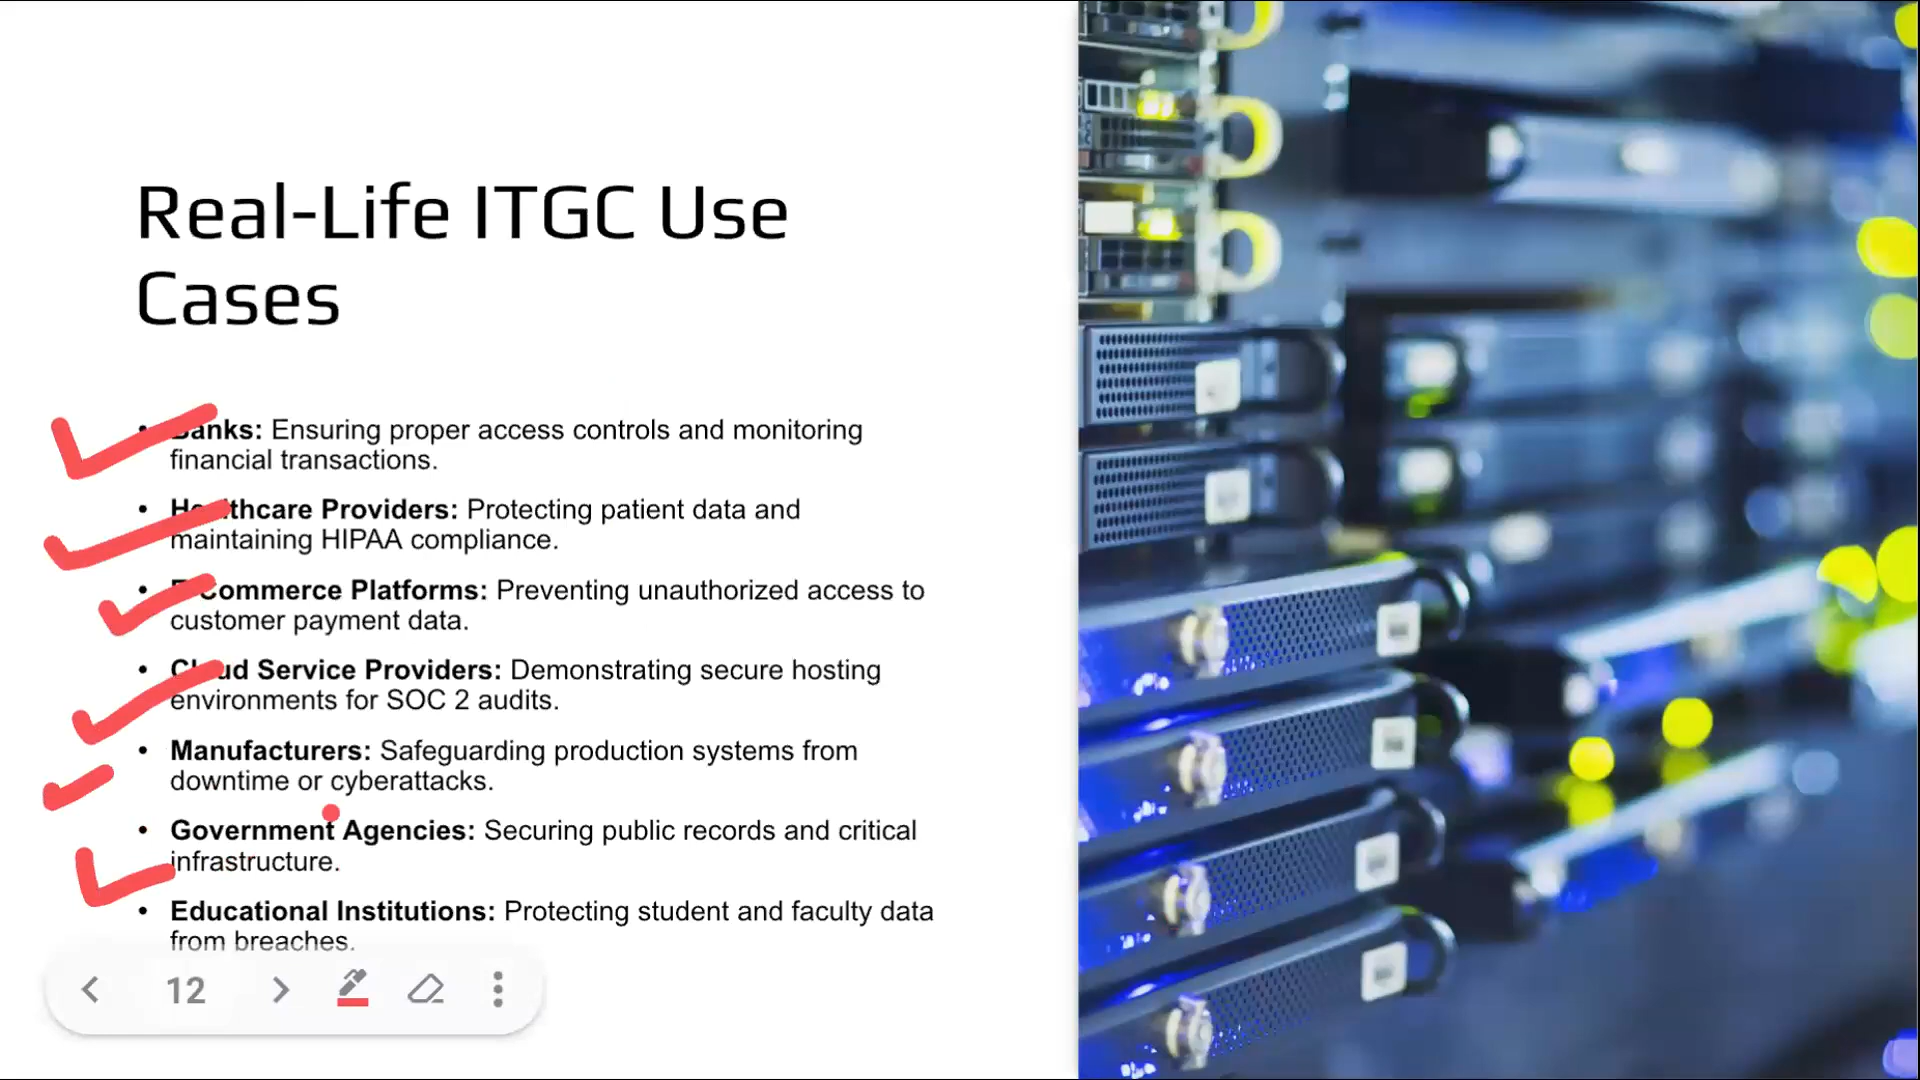 Real-Life ITGC Use
Cases
• Banks: Ensuring proper access controls and monitoring
financial transactions.
• Healthcare Providers: Protecting patient data and
maintaining HIPAA compliance.
• E-Commerce Platforms: Preventing unauthorized access to
customer payment data.
• Cloud Service Providers: Demonstrating secure hosting
environments for SOC 2 audits.
• Manufacturers: Safeguarding production systems from
downtime or cyberattacks.
• Government Agencies: Securing public records and critical
infrastructure.
• Educational Institutions: Protecting student and faculty data
from breaches.
12